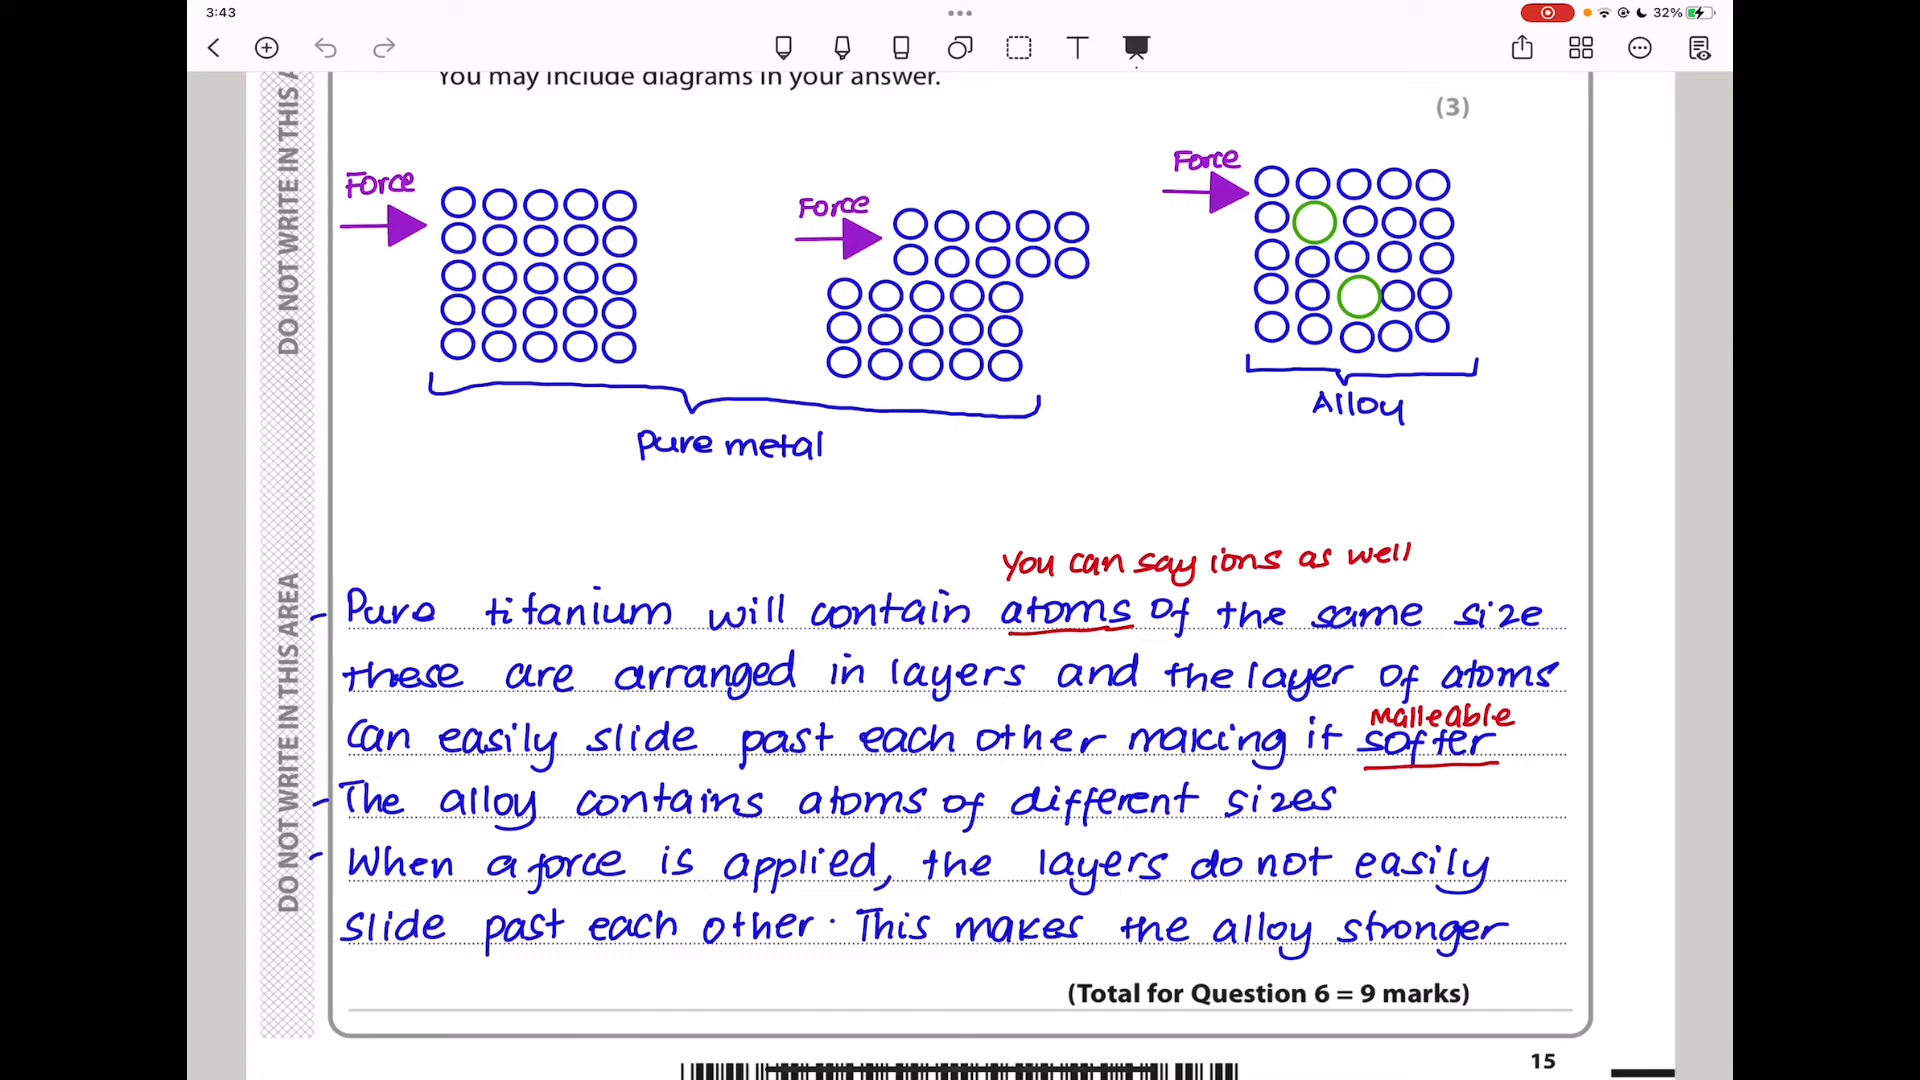 3:43
32%
You may include diagrams in your answer.
(3)
DO NOT WRITE IN THIS A
Force
Force
Force
Pure metal
Alloy
You can say ions as well
DO NOT WRITE IN THIS AREA
- Pure titanium will contain atoms of the same size
these are arranged in layers and the layer of atoms
malleable
can easily slide past each other making it softer
- The alloy contains atoms of different sizes
- When a force is applied, the layers do not easily
slide past each other. This makes the alloy stronger
(Total for Question 6 = 9 marks)
15